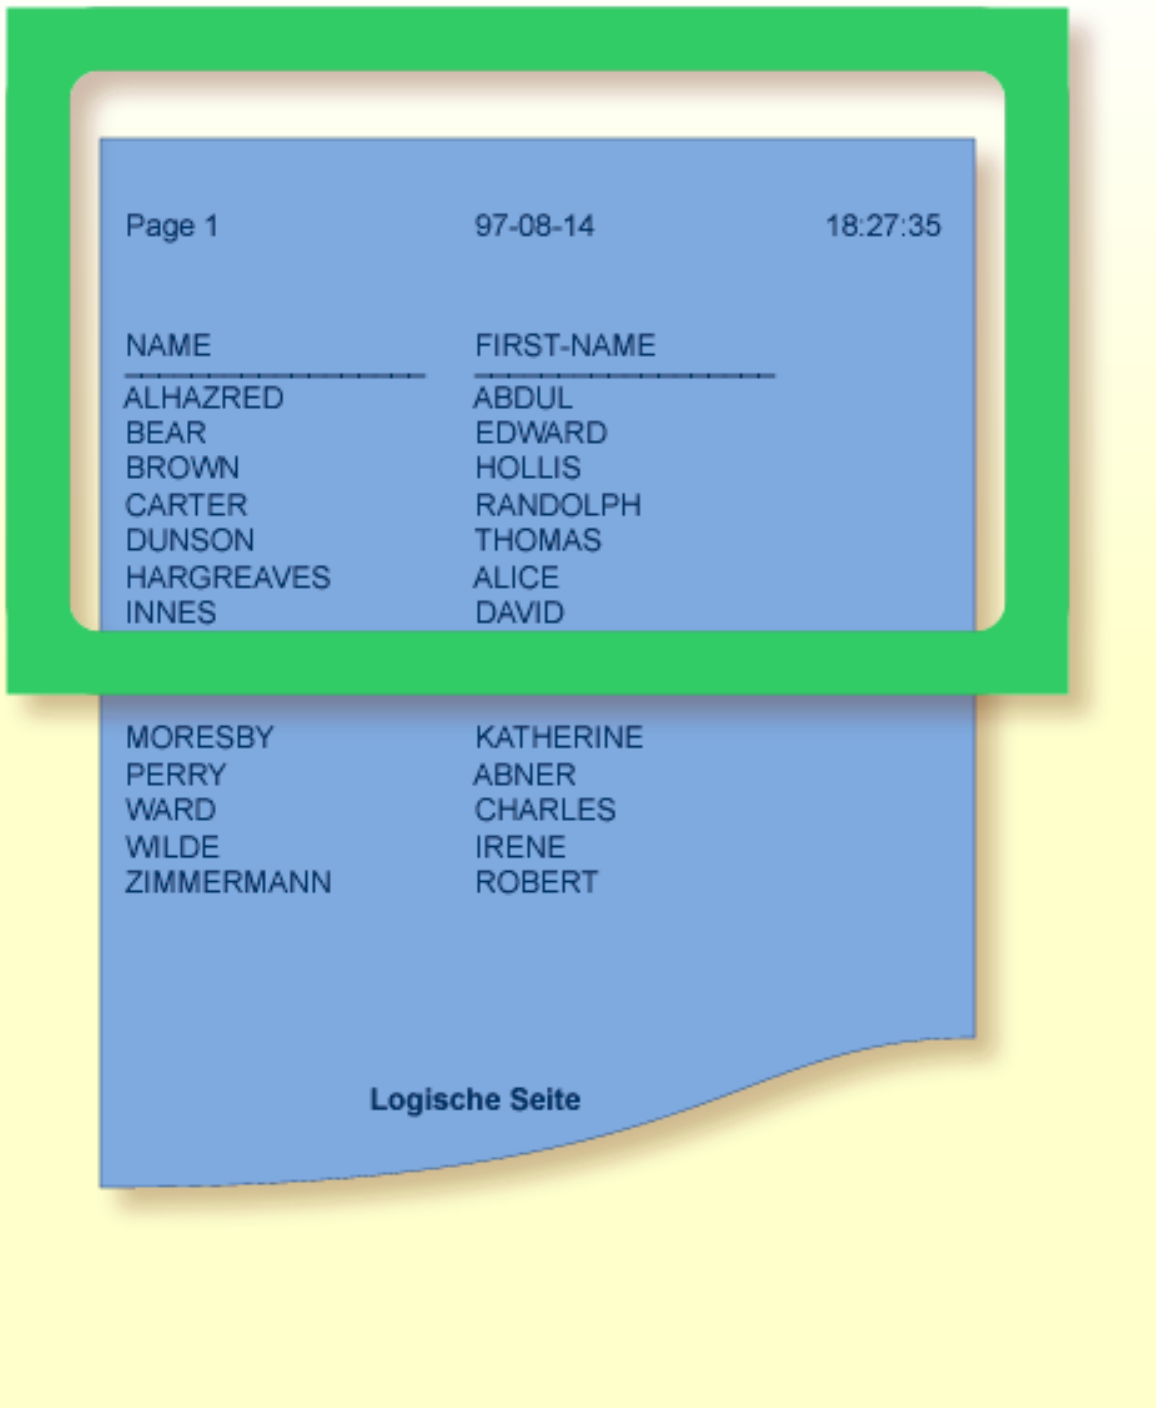 Page 1 97-08-14 18:27:35
NAME FIRST-NAME
ALHAZRED ABDUL
BEAR EDWARD
BROWN HOLLIS
CARTER RANDOLPH
DUNSON THOMAS
HARGREAVES ALICE
INNES DAVID
MORESBY KATHERINE
PERRY ABNER
WARD CHARLES
WILDE IRENE
ZIMMERMANN ROBERT
Logische Seite